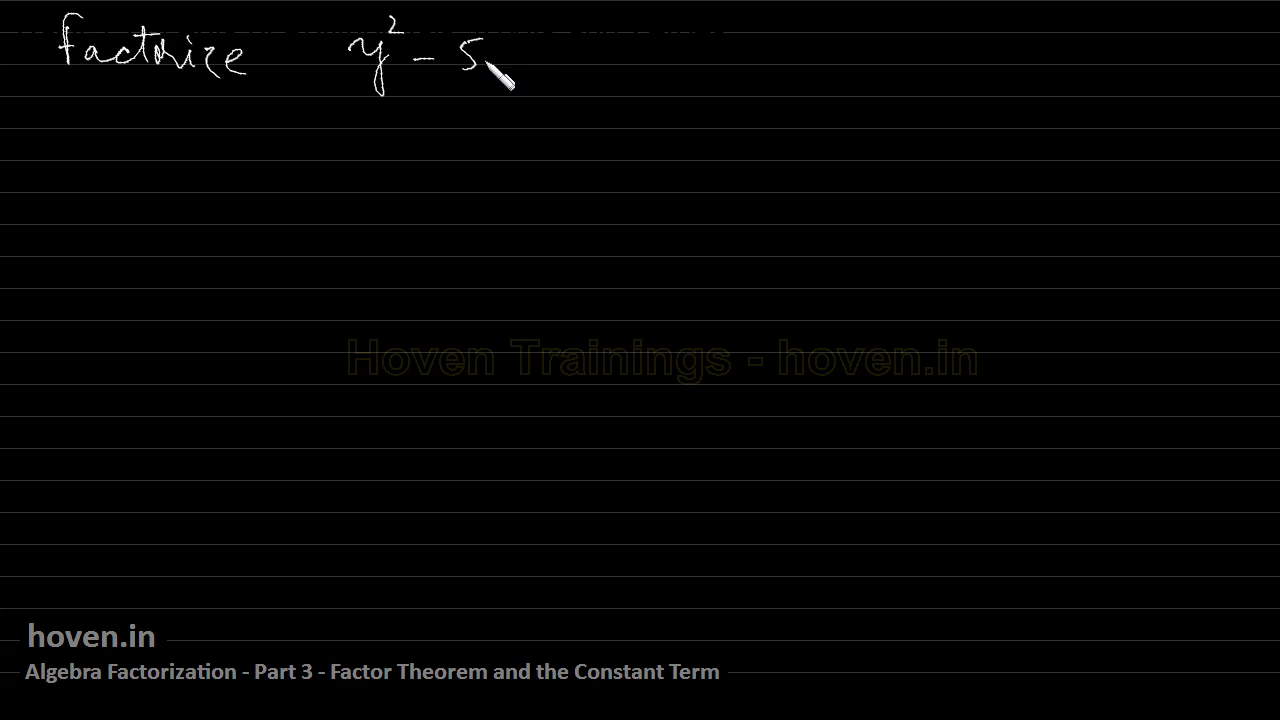 Factorize y² - 5
Hoven Trainings - hoven.in
hoven.in
Algebra Factorization - Part 3 - Factor Theorem and the Constant Term